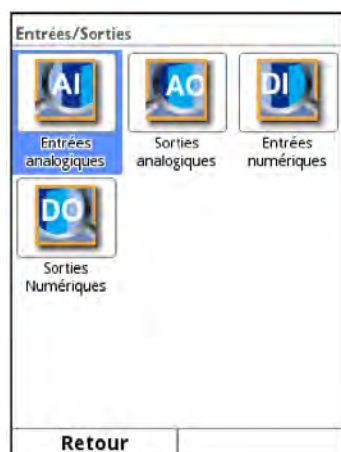 Entrées/Sorties
AI
AO
DI
Entrées
analogiques
Sorties
analogiques
Entrées
numériques
DO
Sorties
Numériques
Retour